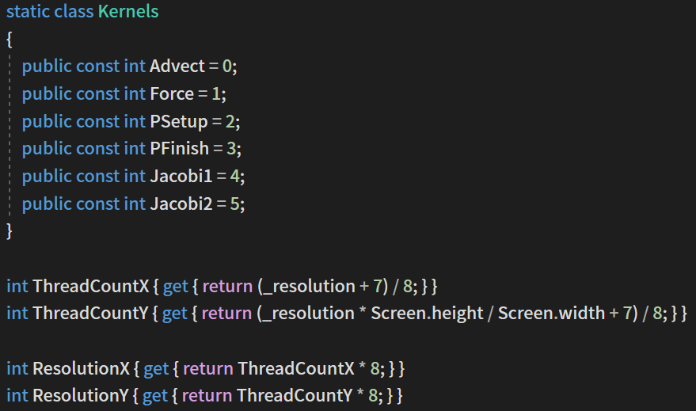 static class Kernels
{
public const int Advect = 0;
public const int Force = 1;
public const int PSetup = 2;
public const int PFinish = 3;
public const int Jacobi1 = 4;
public const int Jacobi2 = 5;
}
int ThreadCountX { get { return (_resolution + 7) / 8; } }
int ThreadCountY { get { return (_resolution * Screen.height / Screen.width + 7) / 8; } }
int ResolutionX { get { return ThreadCountX * 8; } }
int ResolutionY { get { return ThreadCountY * 8; } }